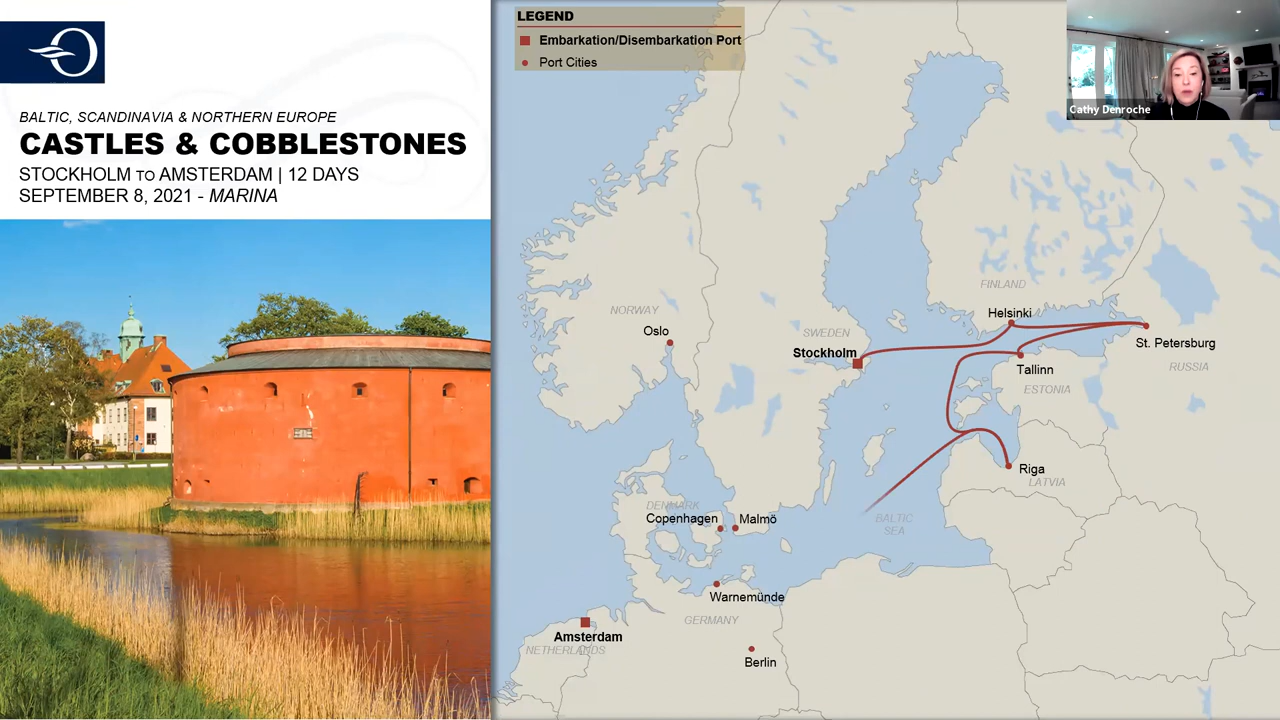 BALTIC, SCANDINAVIA & NORTHERN EUROPE
CASTLES & COBBLESTONES
STOCKHOLM TO AMSTERDAM | 12 DAYS
SEPTEMBER 8, 2021 - MARINA
LEGEND
Embarkation/Disembarkation Port
Port Cities
Cathy Denroche
FINLAND
NORWAY
Helsinki
Oslo
SWEDEN
Stockholm
St. Petersburg
RUSSIA
Tallinn
ESTONIA
Riga
LATVIA
DENMARK
Copenhagen
Malmö
BALTIC
SEA
Warnemünde
GERMANY
Amsterdam
NETHERLANDS
Berlin